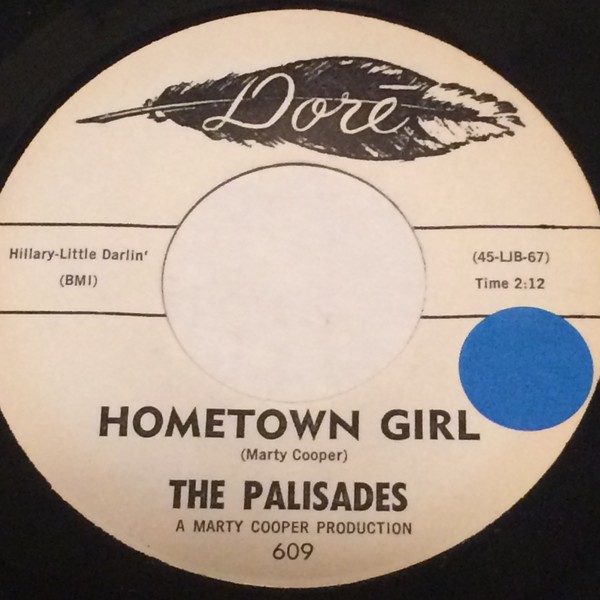 Doré
Hillary-Little Darlin'
(BMI)
(45-LJB-67)
Time 2:12
HOMETOWN GIRL
(Marty Cooper)
THE PALISADES
A MARTY COOPER PRODUCTION
609